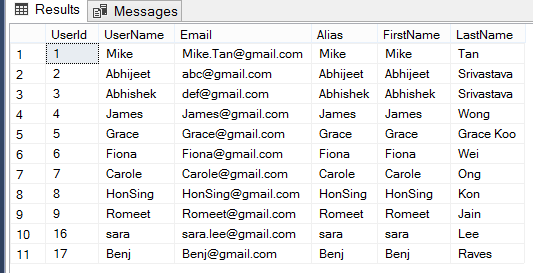 Results Messages
UserId UserName Email Alias FirstName LastName
1 1 Mike Mike.Tan@gmail.com Mike Mike Tan
2 2 Abhijeet abc@gmail.com Abhijeet Abhijeet Srivastava
3 3 Abhishek def@gmail.com Abhishek Abhishek Srivastava
4 4 James James@gmail.com James James Wong
5 5 Grace Grace@gmail.com Grace Grace Grace Koo
6 6 Fiona Fiona@gmail.com Fiona Fiona Wei
7 7 Carole Carole@gmail.com Carole Carole Ong
8 8 HonSing HonSing@gmail.com HonSing HonSing Kon
9 9 Romeet Romeet@gmail.com Romeet Romeet Jain
10 16 sara sara.lee@gmail.com sara sara Lee
11 17 Benj Benj@gmail.com Benj Benj Raves